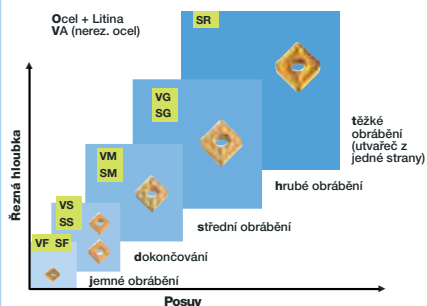 Ocel + Litina
VA (nerez. ocel)
SR
VG
SG
VM
SM
VS
SS
VF SF
těžké
obrábění
(utvařeč z
jedné strany)
hrubé obrábění
střední obrábění
dokončování
jemné obrábění
Řezná hloubka
Posuv